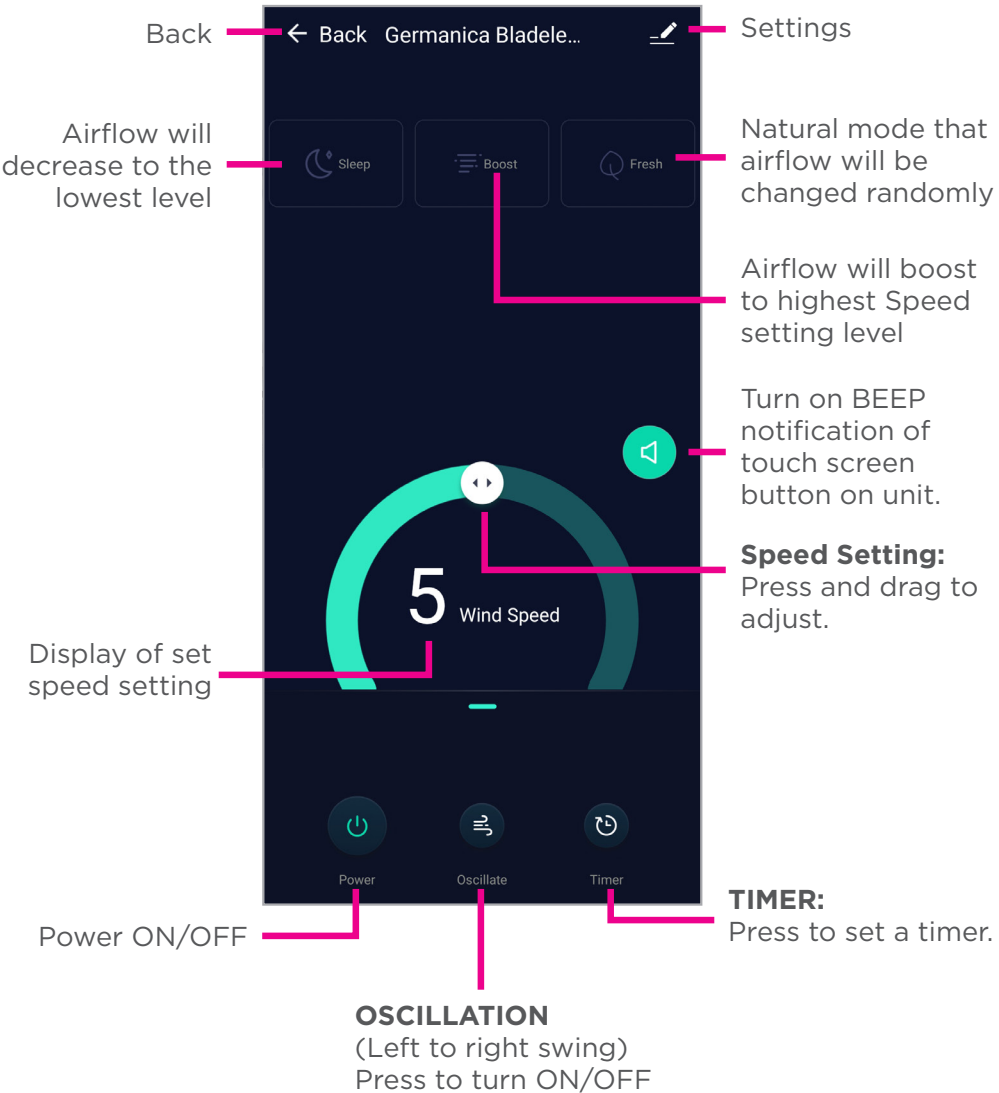 Back
← Back Germanica Bladele...
Settings
Airflow will
decrease to the
lowest level
Sleep
Boost
Fresh
Natural mode that
airflow will be
changed randomly
Airflow will boost
to highest Speed
setting level
Turn on BEEP
notification of
touch screen
button on unit.
Speed Setting:
Press and drag to
adjust.
5 Wind Speed
Display of set
speed setting
Power
Oscillate
Timer
Power ON/OFF
TIMER:
Press to set a timer.
OSCILLATION
(Left to right swing)
Press to turn ON/OFF